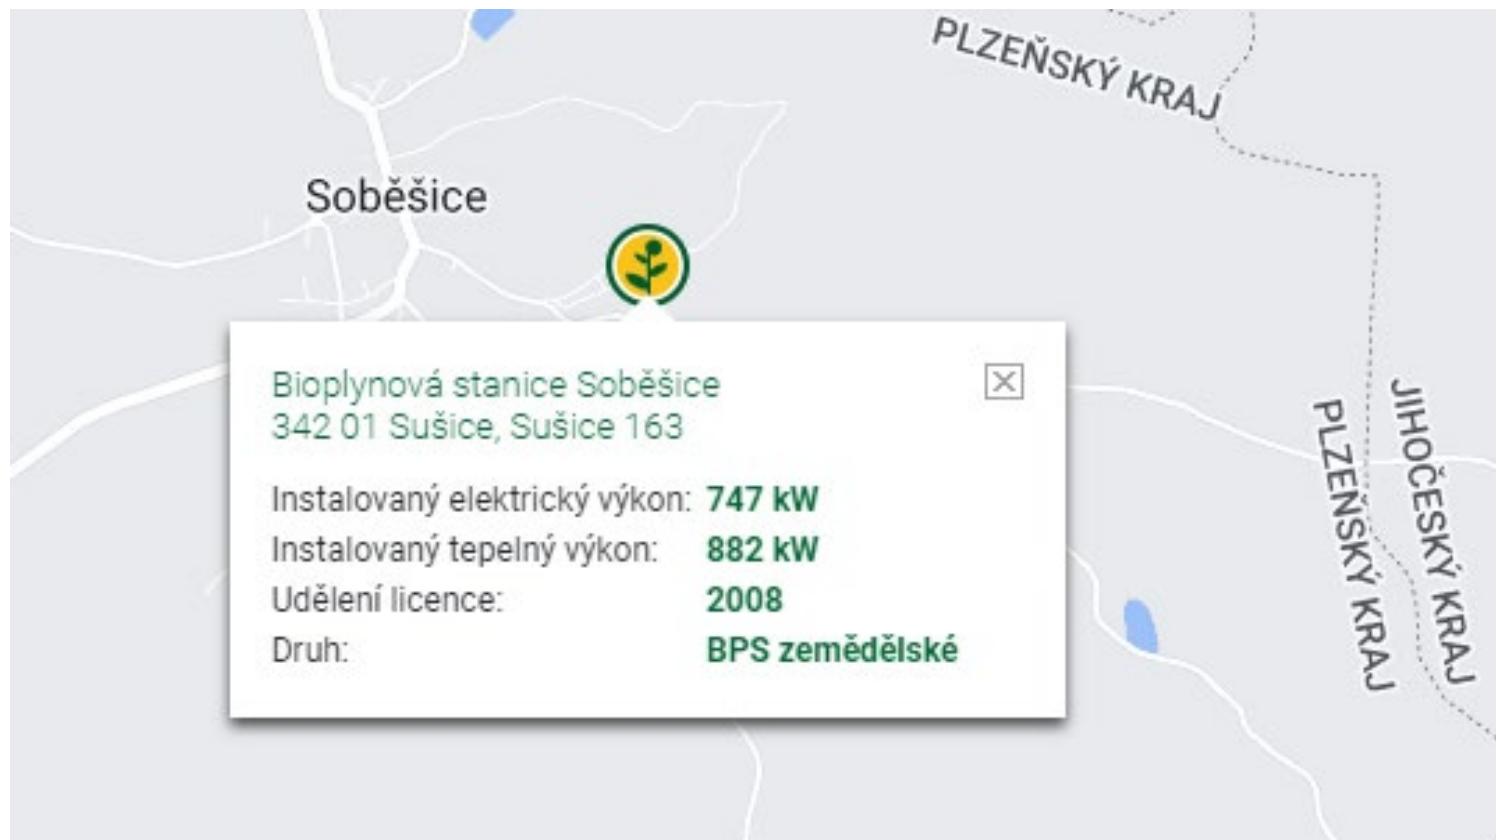 PLZEŇSKÝ KRAJ
Soběšice
Bioplynová stanice Soběšice
342 01 Sušice, Sušice 163
Instalovaný elektrický výkon: 747 kW
Instalovaný tepelný výkon: 882 kW
Udělení licence: 2008
Druh: BPS zemědělské
PLZEŇSKÝ KRAJ
JIHOČESKÝ KRAJ